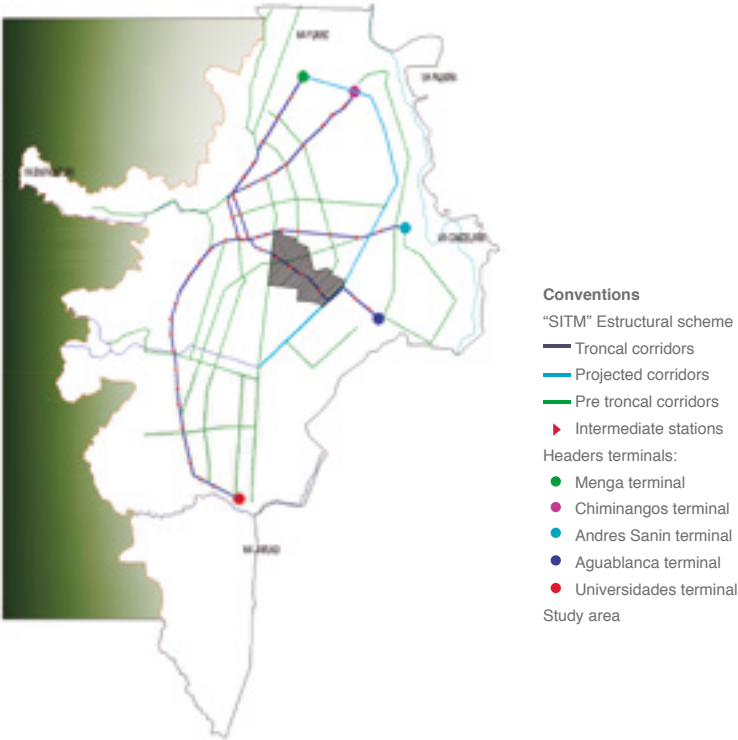 Conventions
“SITM” Estructural scheme
Troncal corridors
Projected corridors
Pre troncal corridors
Intermediate stations
Headers terminals:
Menga terminal
Chiminangos terminal
Andres Sanin terminal
Aguablanca terminal
Universidades terminal
Study area